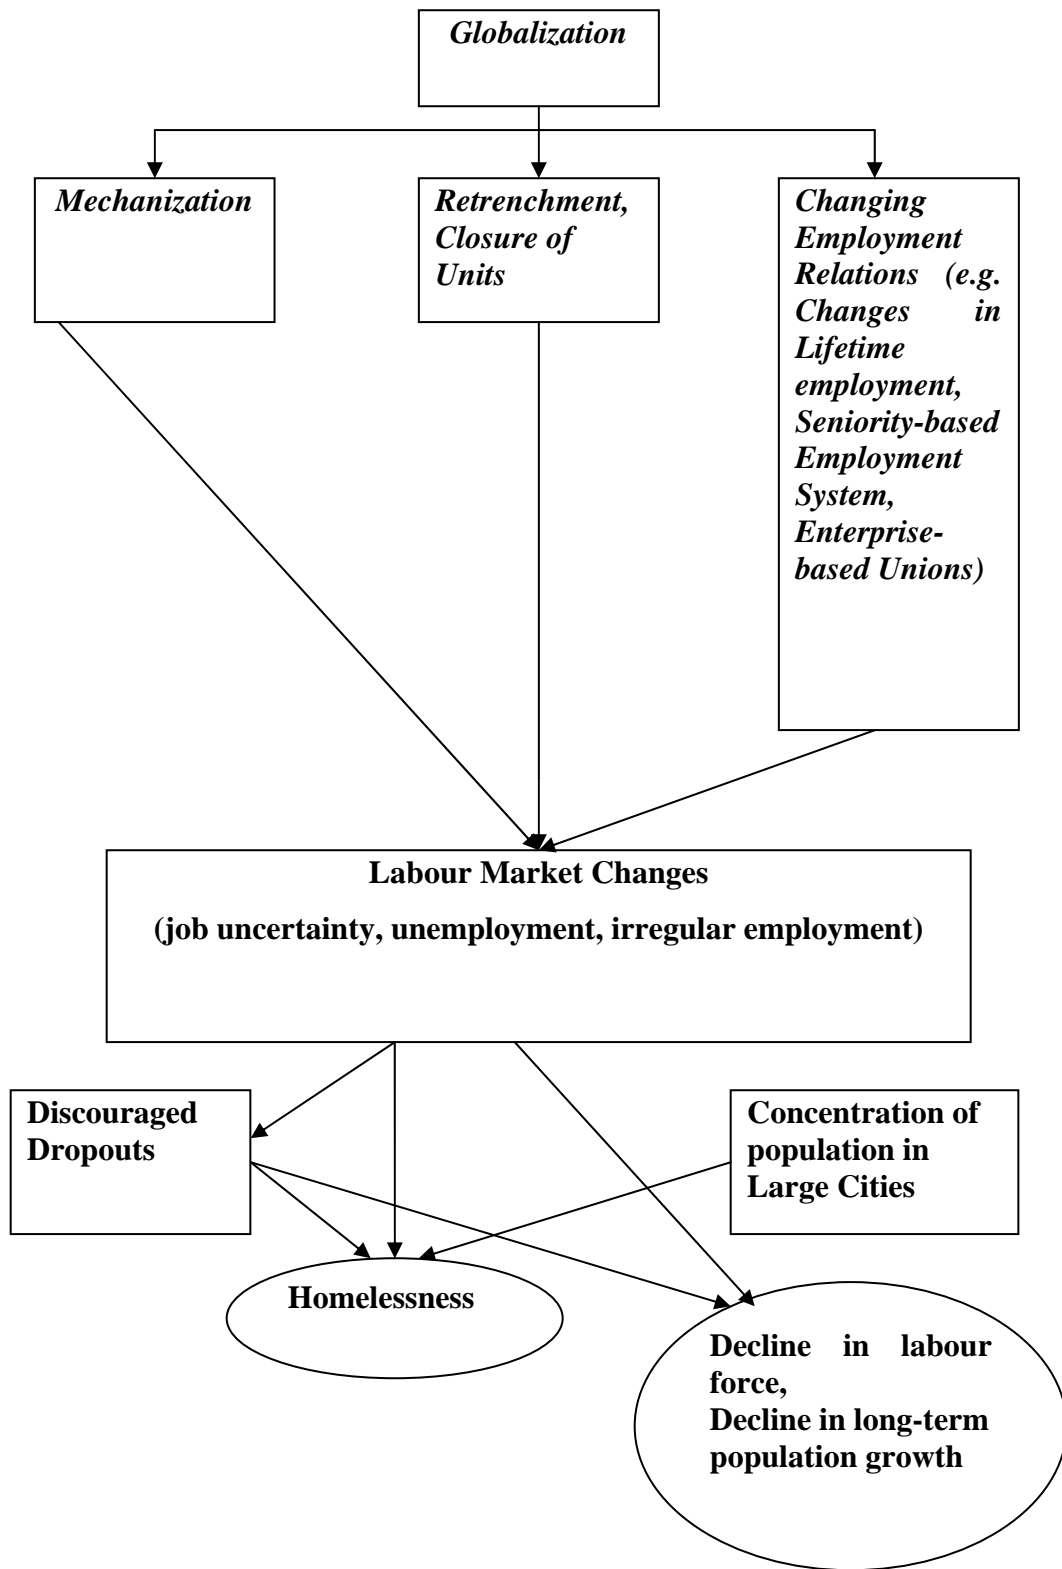 Globalization
Mechanization
Retrenchment,
Closure of
Units
Changing
Employment
Relations (e.g.
Changes in
Lifetime
employment,
Seniority-based
Employment
System,
Enterprise-
based Unions)
Labour Market Changes
(job uncertainty, unemployment, irregular employment)
Discouraged
Dropouts
Concentration of
population in
Large Cities
Homelessness
Decline in labour
force,
Decline in long-term
population growth